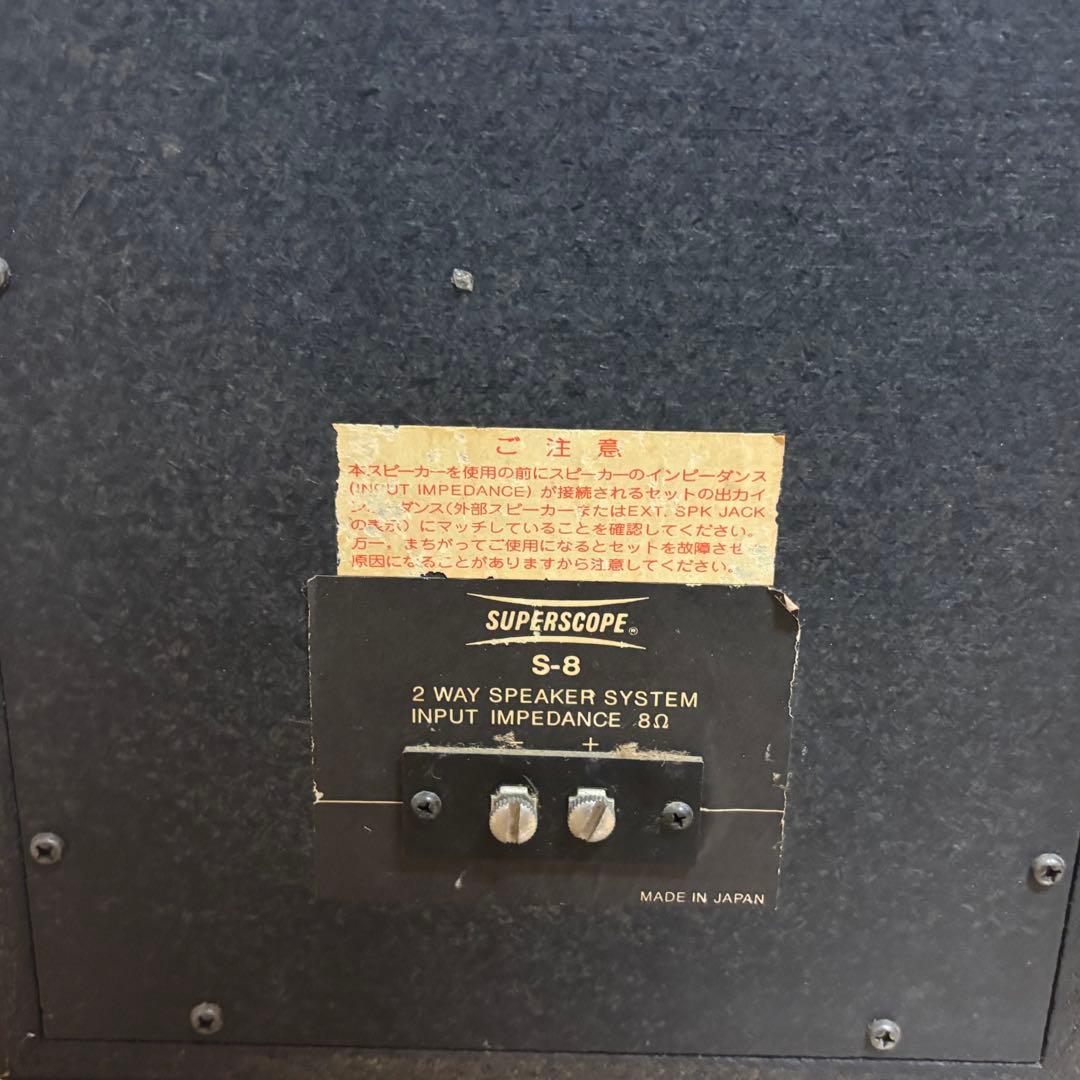 ご注意
本スピーカーを使用の前にスピーカーのインピーダンス
(INPUT IMPEDANCE) が接続されるセットの出力イ
ン ダンス(外部スピーカーまたはEXT. SPK JACK
の表示) にマッチしていることを確認してください。
万一、まちがってご使用になるとセットを故障させ
原因になることがありますから注意してください。
SUPERSCOPE®
S-8
2 WAY SPEAKER SYSTEM
INPUT IMPEDANCE 8Ω
− +
MADE IN JAPAN